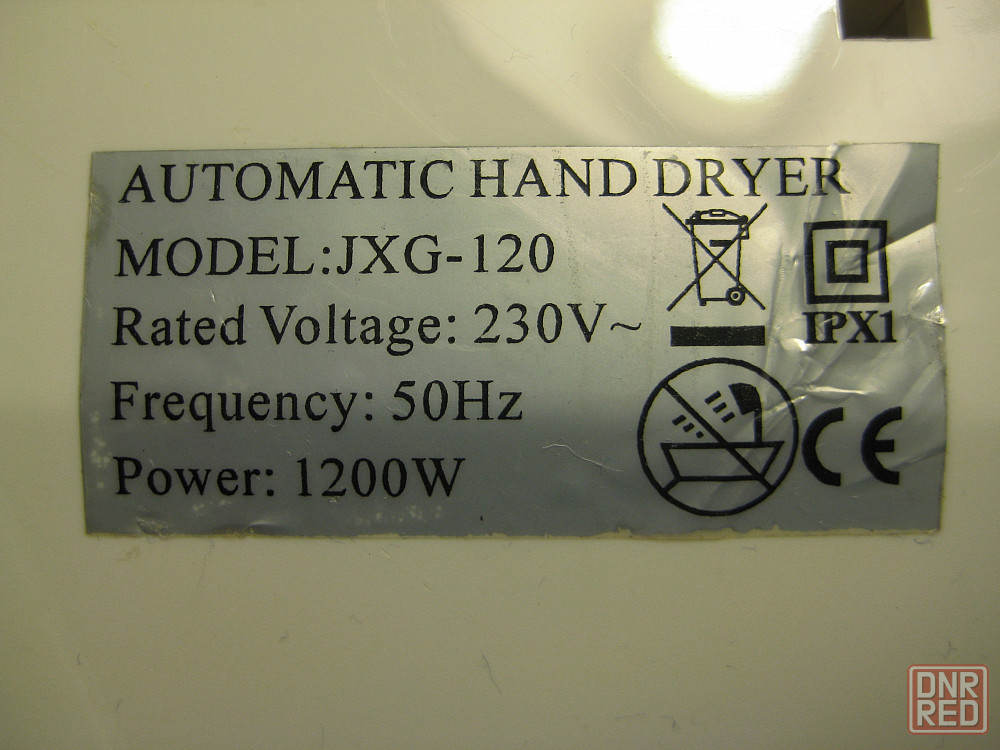 AUTOMATIC HAND DRYER
MODEL:JXG-120
Rated Voltage: 230V~
IPX1
Frequency: 50Hz
CE
Power: 1200W
DNR
RED